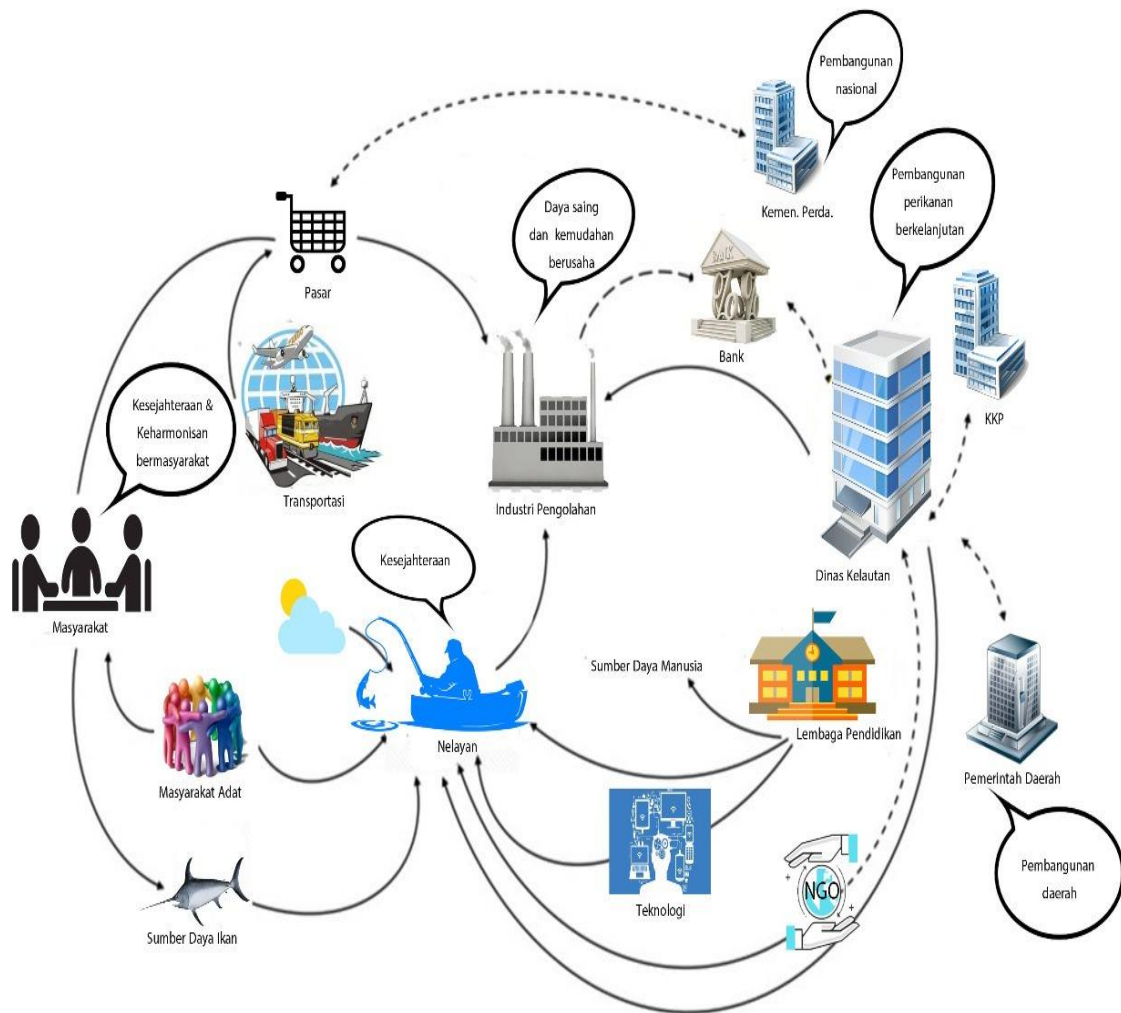 Pembangunan
nasional
Kemen. Perda.
Pembangunan
perikanan
berkelanjutan
Daya saing
dan kemudahan
berusaha
Pasar
BANK
Bank
KKP
Kesejahteraan &
Keharmonisan
bermasyarakat
Transportasi
Industri Pengolahan
Dinas Kelautan
Kesejahteraan
Masyarakat
Sumber Daya Manusia
Lembaga Pendidikan
Nelayan
Pemerintah Daerah
Masyarakat Adat
Pembangunan
daerah
NGO
Teknologi
Sumber Daya Ikan